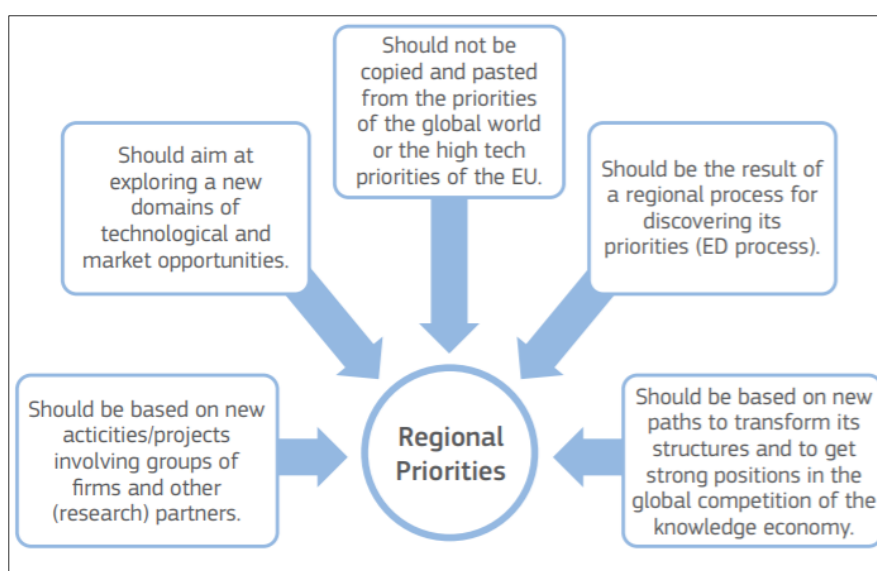 Should not be
copied and pasted
from the priorities
of the global world
or the high tech
priorities of the EU.
Should aim at
exploring a new
domains of
technological and
market opportunities.
Should be the result of
a regional process for
discovering its
priorities (ED process).
Should be based on new
acticities/projects
involving groups of
firms and other
(research) partners.
Regional
Priorities
Should be based on new
paths to transform its
structures and to get
strong positions in the
global competition of the
knowledge economy.